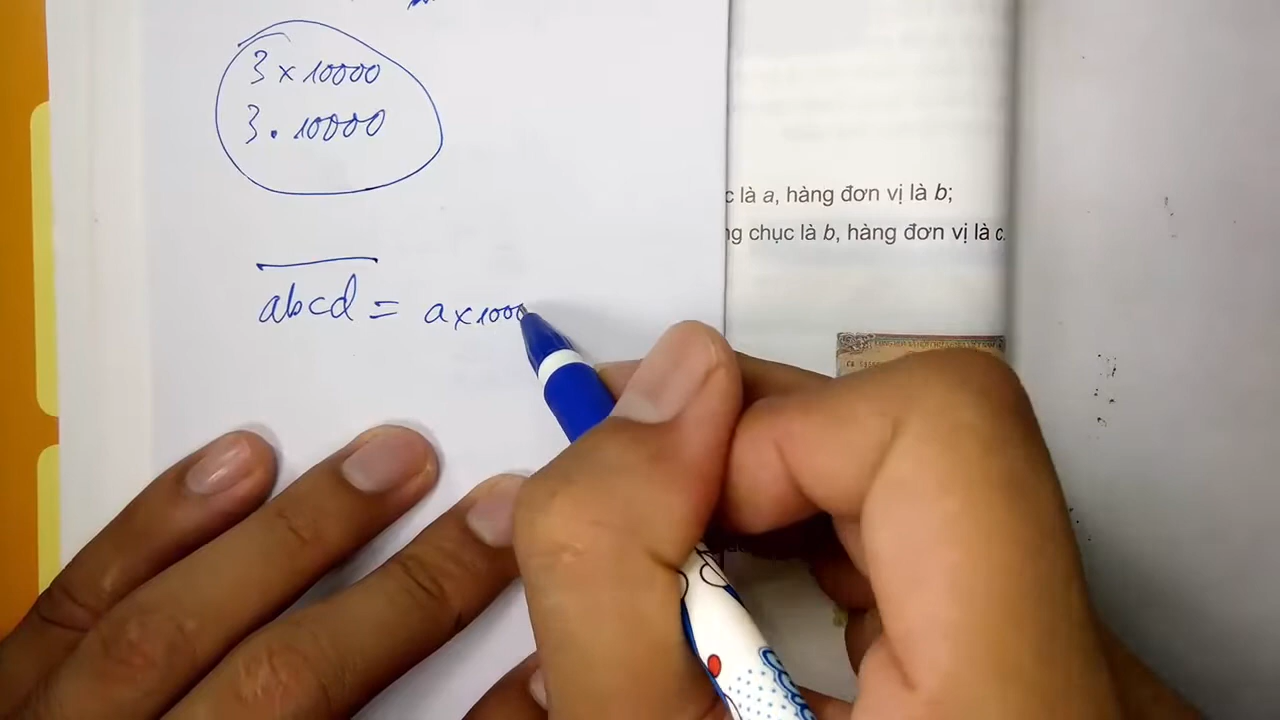 3 x 10000
3 . 10000
abcd = a x 1000
c là a, hàng đơn vị là b;
ng chục là b, hàng đơn vị là c.